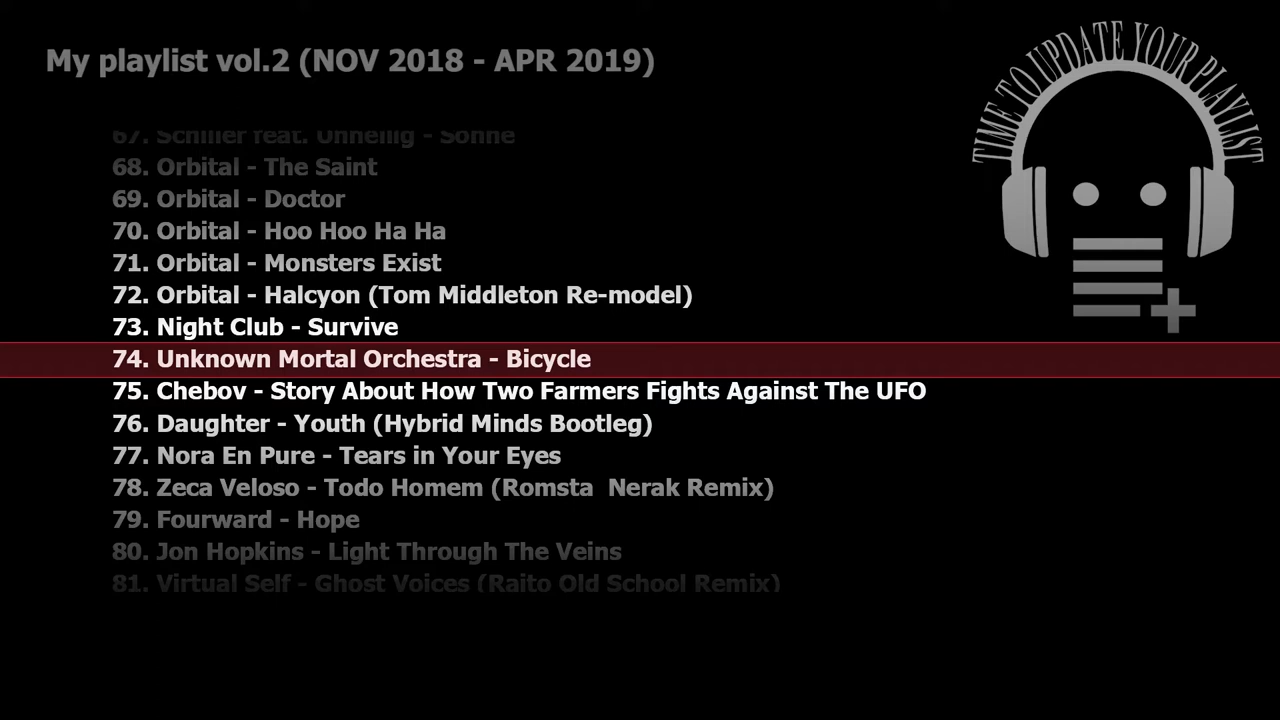 My playlist vol.2 (NOV 2018 - APR 2019)
TIME TO UPDATE YOUR PLAYLIST
67. Schiller feat. Unheilig - Sonne
68. Orbital - The Saint
69. Orbital - Doctor
70. Orbital - Hoo Hoo Ha Ha
71. Orbital - Monsters Exist
72. Orbital - Halcyon (Tom Middleton Re-model)
73. Night Club - Survive
74. Unknown Mortal Orchestra - Bicycle
75. Chebov - Story About How Two Farmers Fights Against The UFO
76. Daughter - Youth (Hybrid Minds Bootleg)
77. Nora En Pure - Tears in Your Eyes
78. Zeca Veloso - Todo Homem (Romsta  Nerak Remix)
79. Fourward - Hope
80. Jon Hopkins - Light Through The Veins
81. Virtual Self - Ghost Voices (Raito Old School Remix)